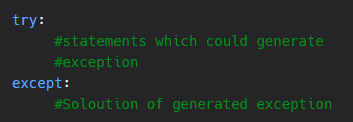 try:
#statements which could generate
#exception
except:
#Soloution of generated exception